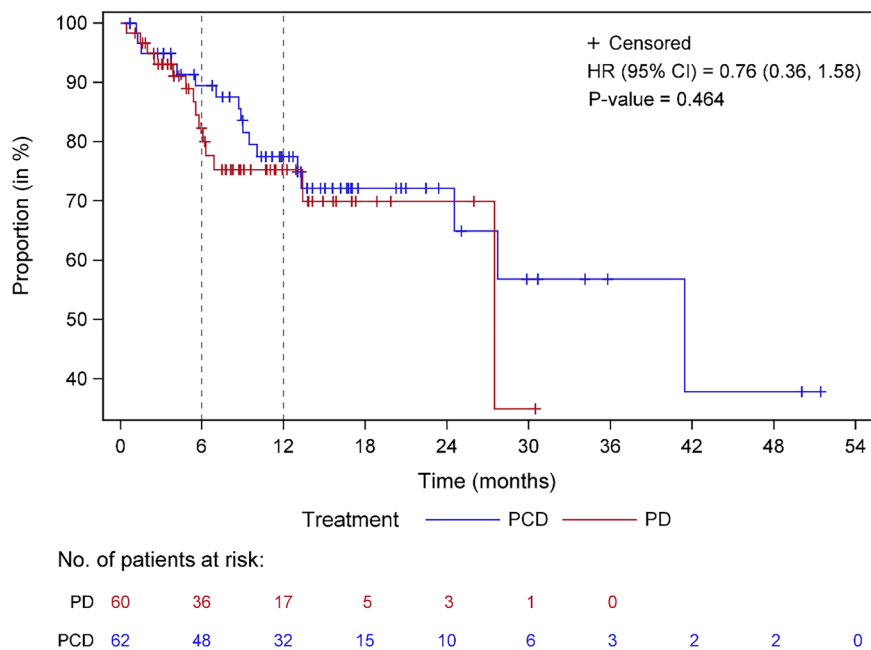 Proportion (in %)
100
90
80
70
60
50
40
+ Censored
HR (95% CI) = 0.76 (0.36, 1.58)
P-value = 0.464
0 6 12 18 24 30 36 42 48 54
Time (months)
Treatment PCD PD
No. of patients at risk:
PD 60 36 17 5 3 1 0
PCD 62 48 32 15 10 6 3 2 2 0